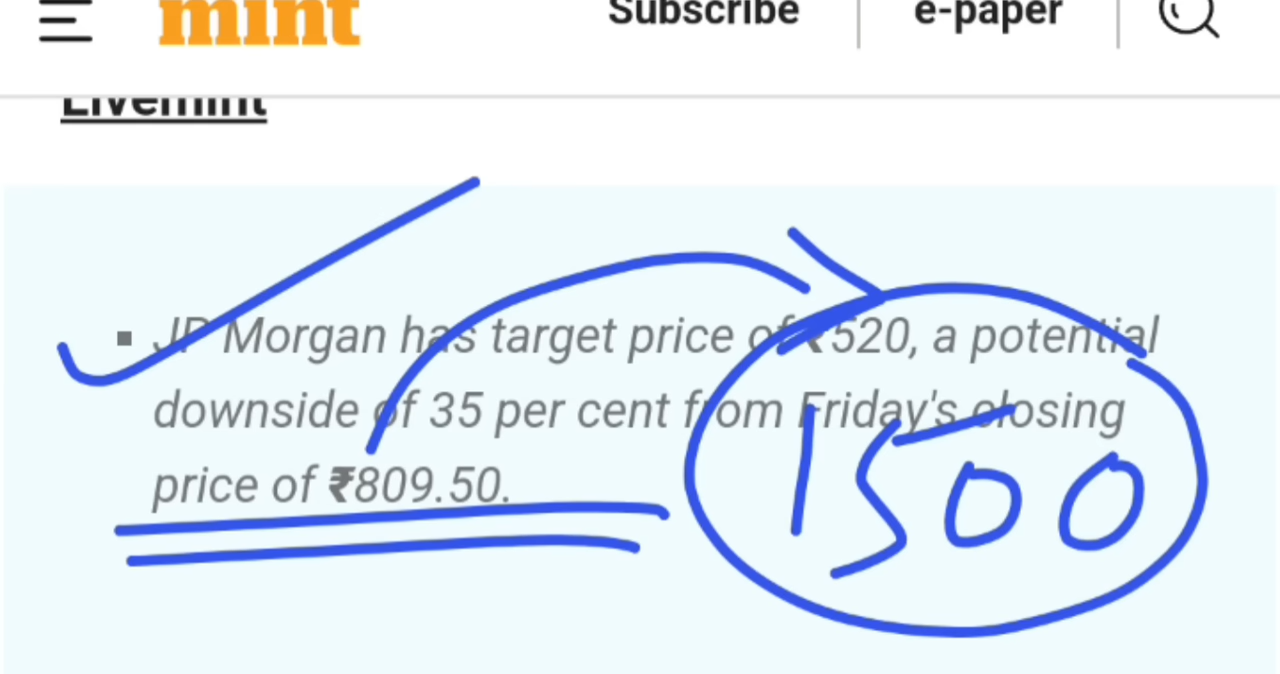 mint
Subscribe
e-paper
Livemint
▪ JP Morgan has target price of ₹520, a potential
downside of 35 per cent from Friday's closing
price of ₹809.50.
1500